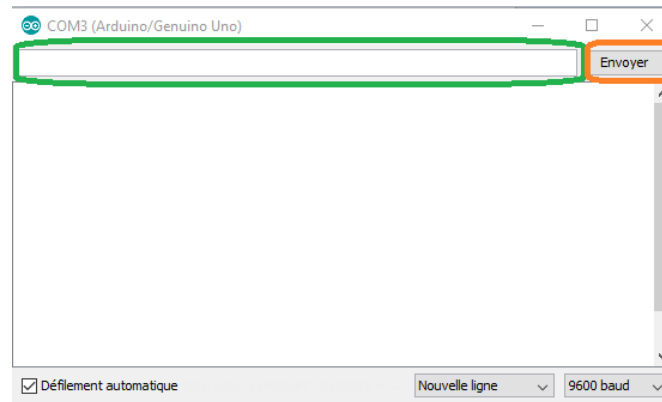 COM3 (Arduino/Genuino Uno)
Envoyer
Défilement automatique
Nouvelle ligne
9600 baud